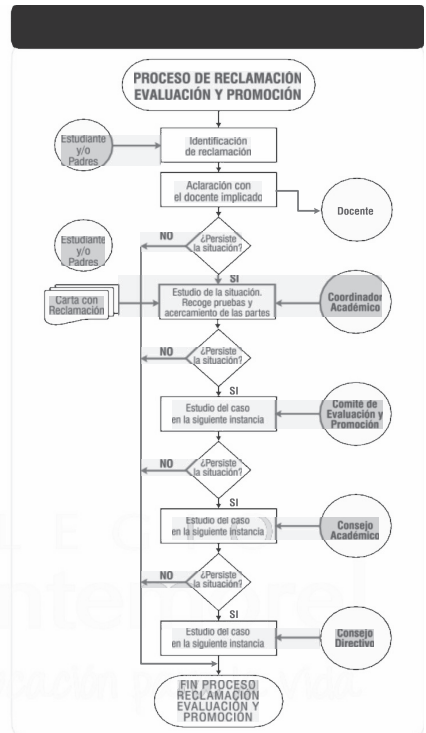 PROCESO DE RECLAMACIÓN
EVALUACIÓN Y PROMOCIÓN
Estudiante
y/o
Padres
Identificación
de reclamación
Aclaración con
el docente implicado
Docente
Estudiante
y/o
Padres
NO
¿Persiste
la situación?
SI
Carta con
Reclamación
Estudio de la situación.
Recoge pruebas y
acercamiento de las partes
Coordinador
Académico
NO
¿Persiste
la situación?
SI
Estudio del caso
en la siguiente instancia
Comité de
Evaluación y
Promoción
NO
¿Persiste
la situación?
SI
Estudio del caso
en la siguiente instancia
Consejo
Académico
NO
¿Persiste
la situación?
SI
Estudio del caso
en la siguiente instancia
Consejo
Directivo
FIN PROCESO
RECLAMACIÓN
EVALUACIÓN Y
PROMOCIÓN